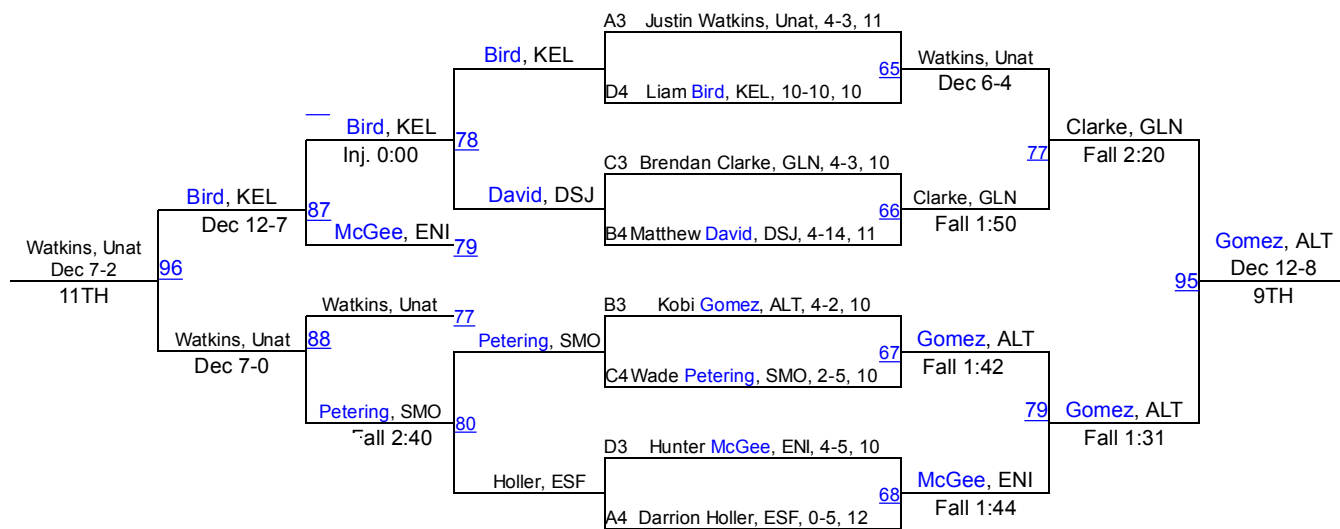 A3 Justin Watkins, Unat, 4-3, 11
Bird, KEL
65
Watkins, Unat
Dec 6-4
D4 Liam Bird, KEL, 10-10, 10
Bird, KEL
Inj. 0:00
78
Clarke, GLN
Fall 2:20
77
C3 Brendan Clarke, GLN, 4-3, 10
Bird, KEL
Dec 12-7
87
David, DSJ
66
Clarke, GLN
Fall 1:50
McGee, ENI
79
B4 Matthew David, DSJ, 4-14, 11
Watkins, Unat
Dec 7-2
11TH
96
Gomez, ALT
Dec 12-8
9TH
95
Watkins, Unat
77
B3 Kobi Gomez, ALT, 4-2, 10
Watkins, Unat
Dec 7-0
88
Petering, SMO
67
Gomez, ALT
Fall 1:42
C4 Wade Petering, SMO, 2-5, 10
Petering, SMO
Fall 2:40
80
79
Gomez, ALT
Fall 1:31
D3 Hunter McGee, ENI, 4-5, 10
Holler, ESF
68
McGee, ENI
Fall 1:44
A4 Darrion Holler, ESF, 0-5, 12